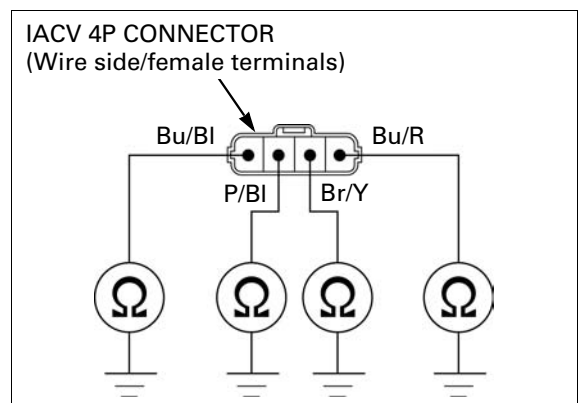 IACV 4P CONNECTOR
(Wire side/female terminals)
Bu/Bl Bu/R
P/Bl Br/Y
Ω Ω Ω Ω